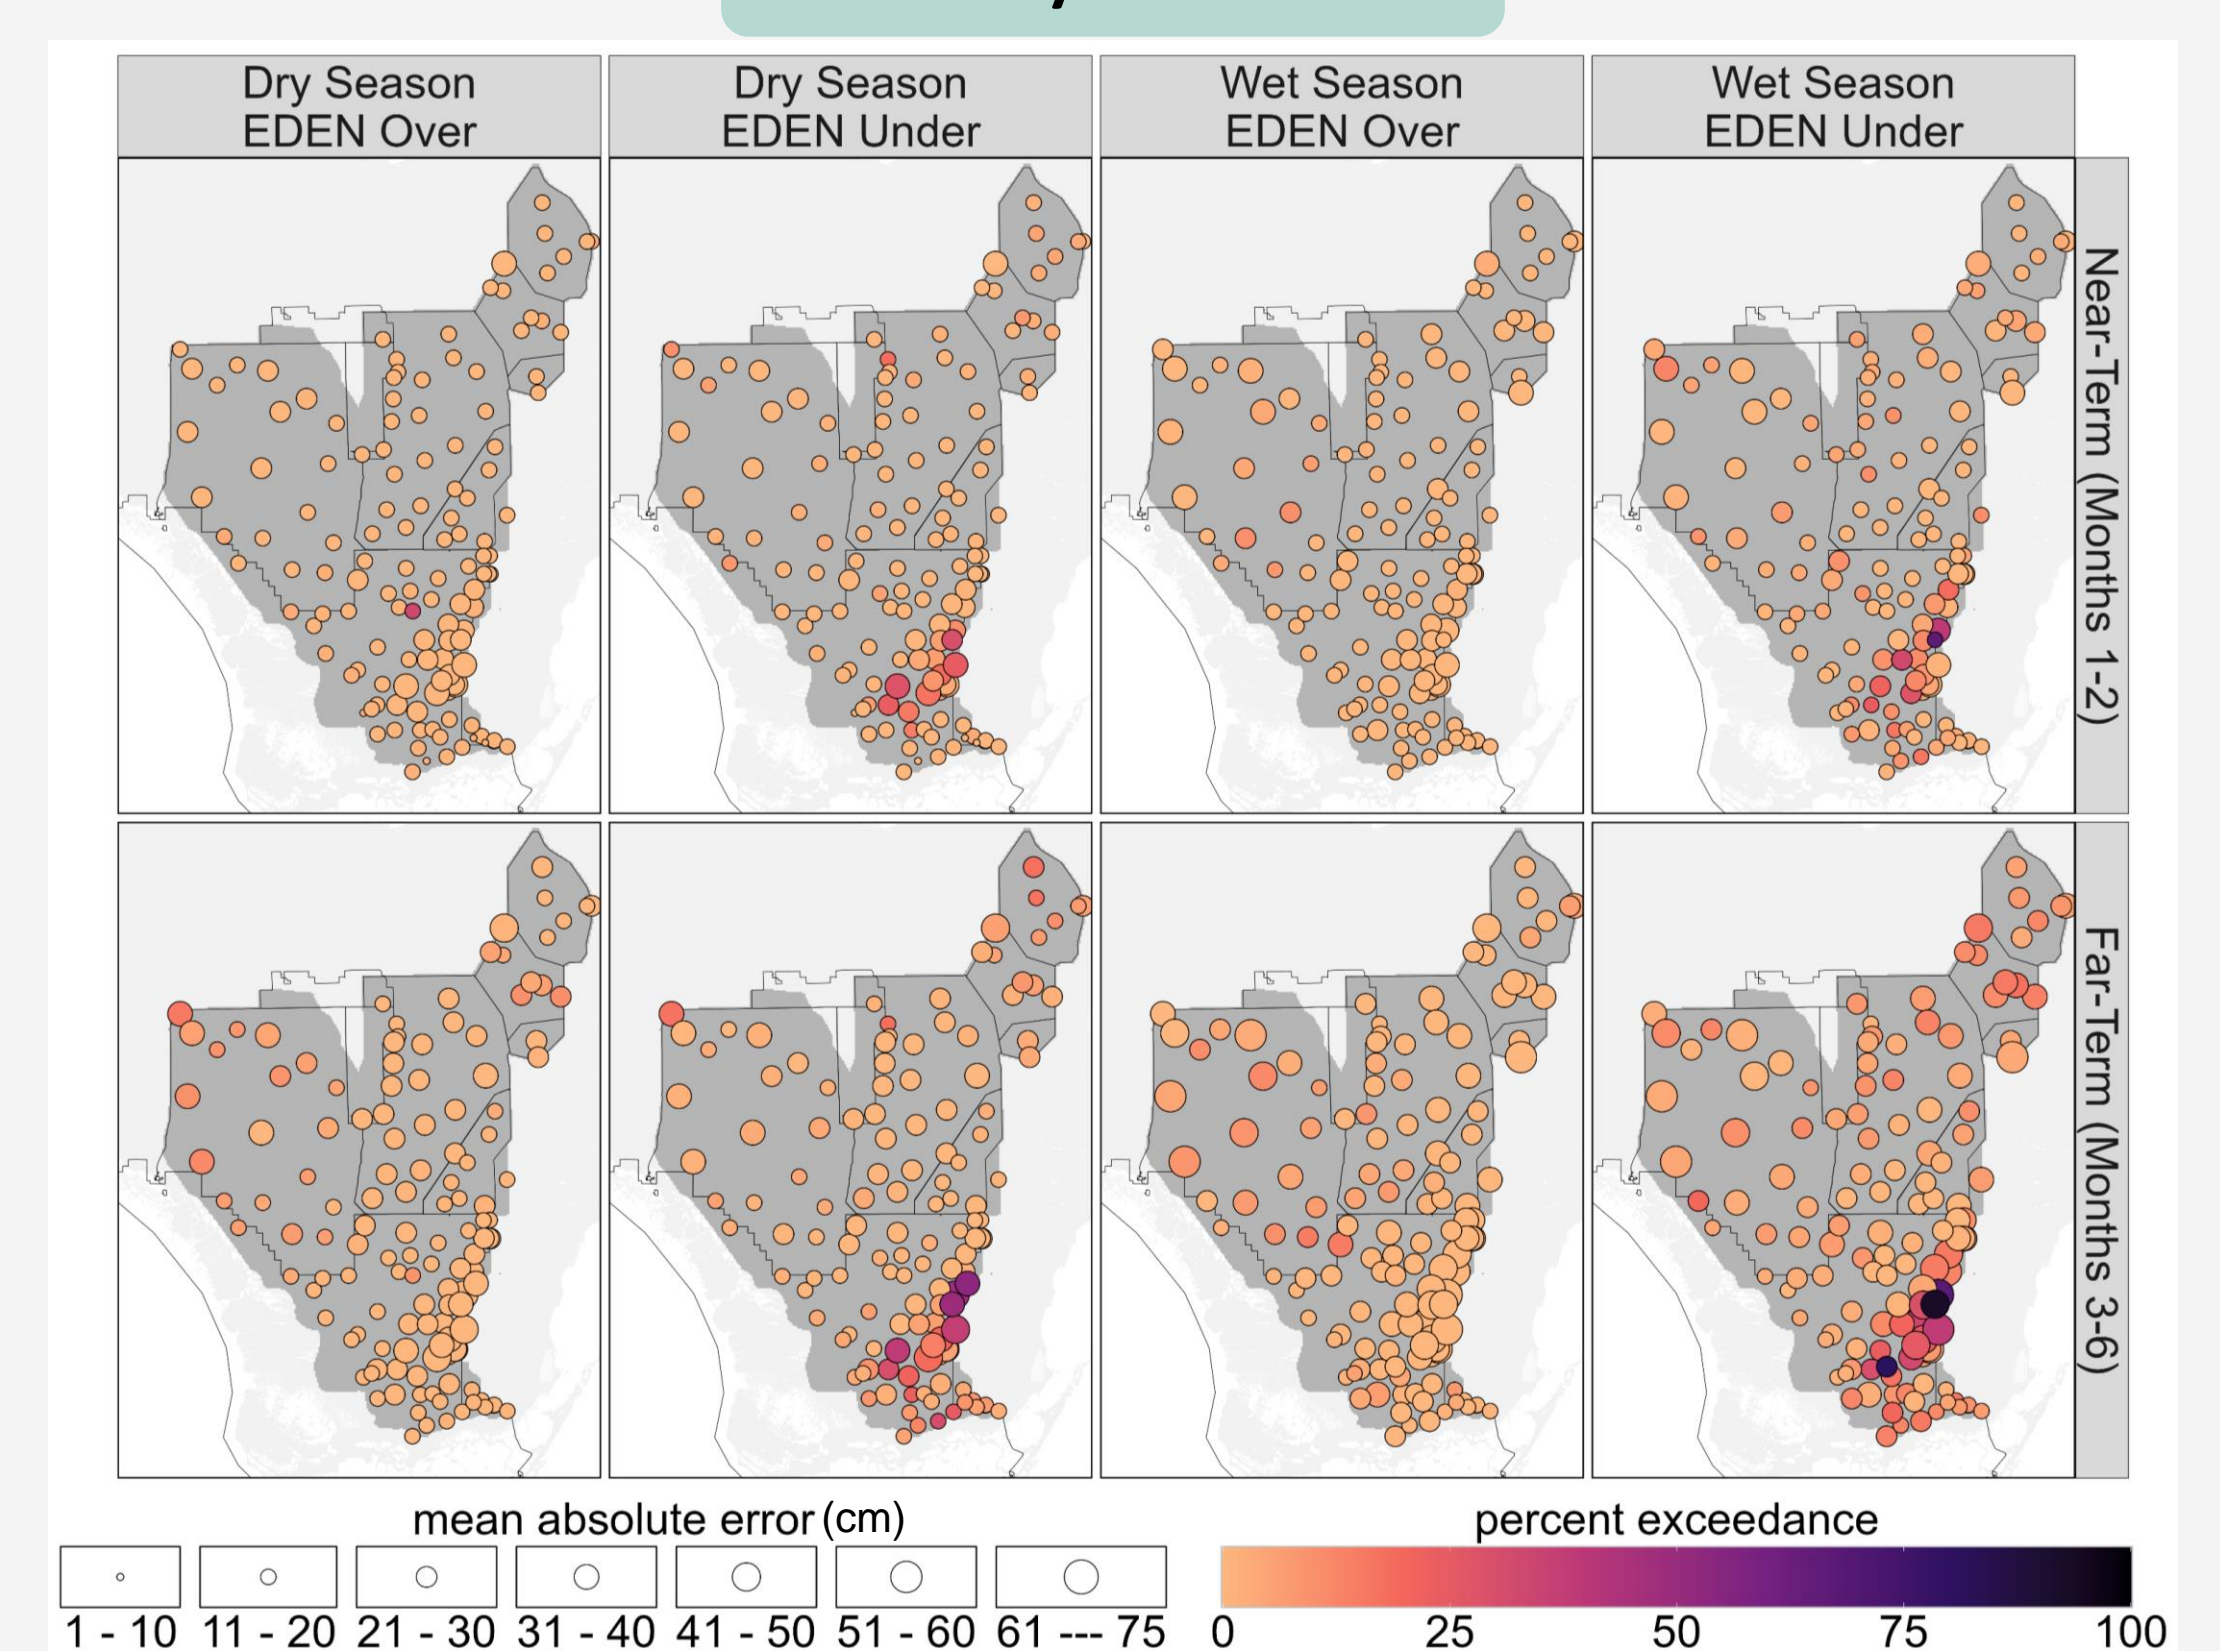 Dry Season
EDEN Over
Dry Season
EDEN Under
Wet Season
EDEN Over
Wet Season
EDEN Under
Near-Term (Months 1-2)
Far-Term (Months 3-6)
mean absolute error (cm)
1 - 10
11 - 20
21 - 30
31 - 40
41 - 50
51 - 60
61 --- 75
percent exceedance
0
25
50
75
100